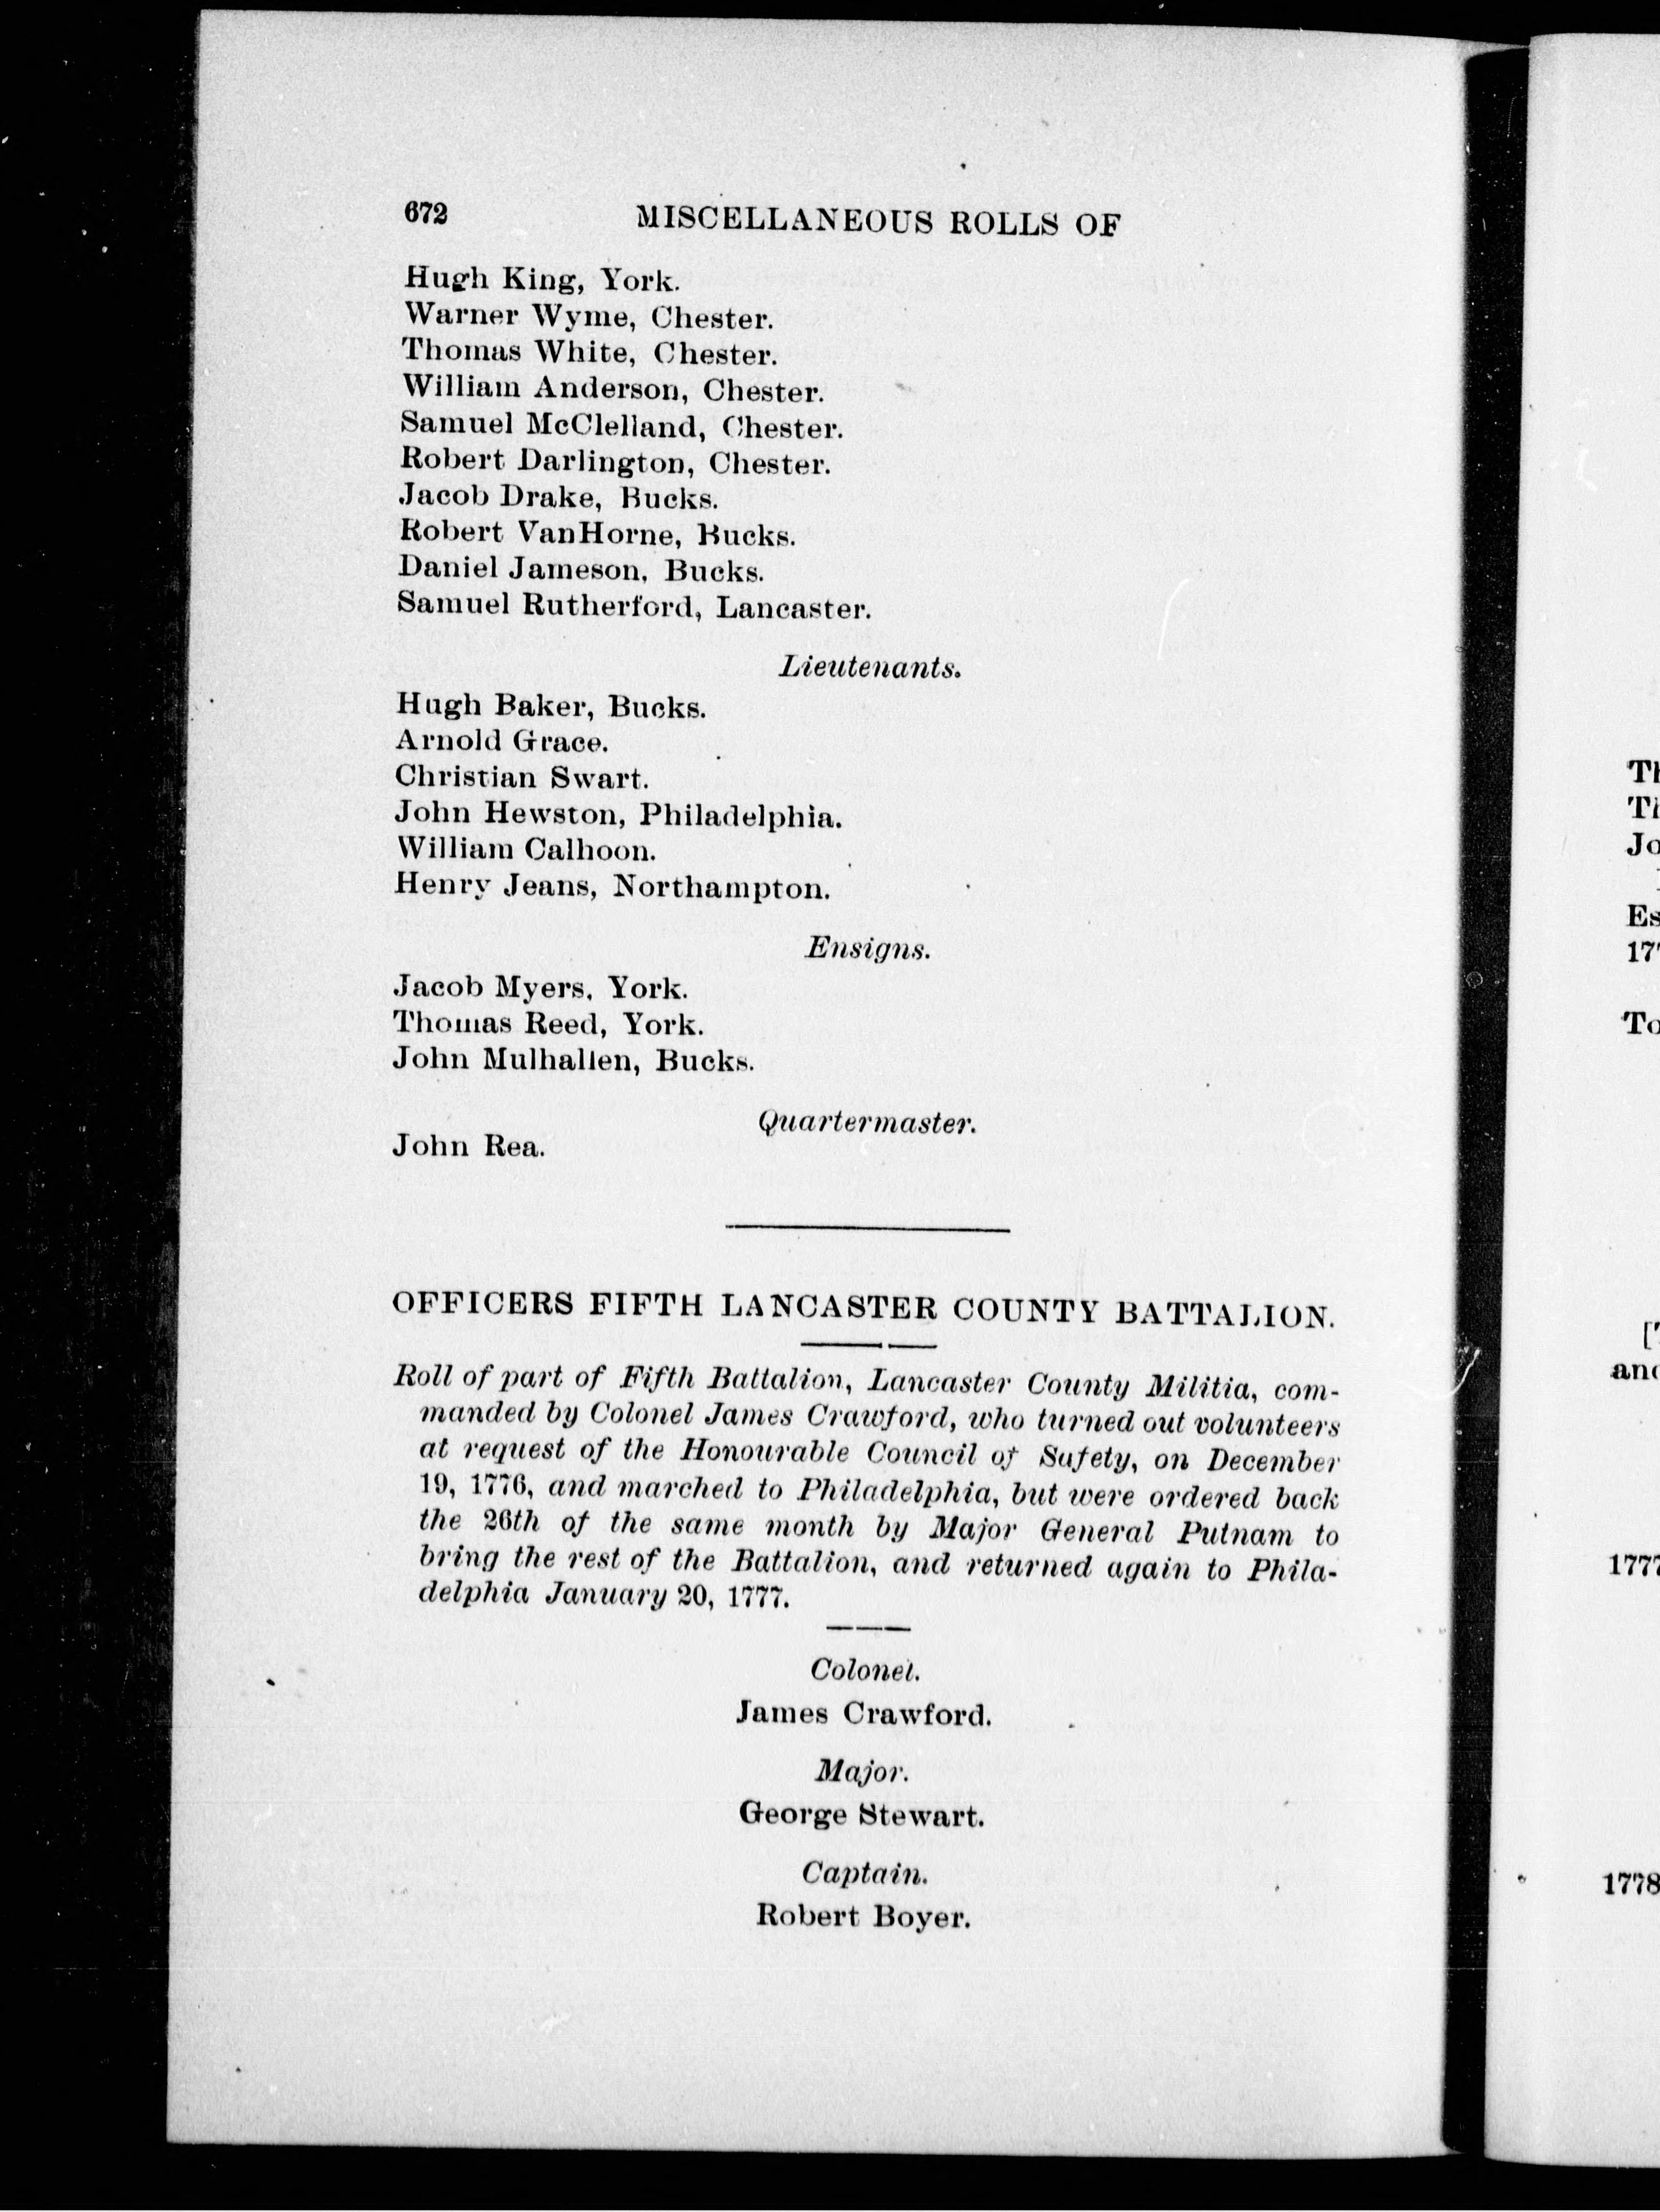 672 MISCELLANEOUS ROLLS OF
Hugh King, York.
Warner Wyme, Chester.
Thomas White, Chester.
William Anderson, Chester.
Samuel McClelland, Chester.
Robert Darlington, Chester.
Jacob Drake, Bucks.
Robert VanHorne, Bucks.
Daniel Jameson, Bucks.
Samuel Rutherford, Lancaster.
Lieutenants.
Hugh Baker, Bucks.
Arnold Grace.
Christian Swart.
John Hewston, Philadelphia.
William Calhoon.
Henry Jeans, Northampton.
Ensigns.
Jacob Myers, York.
Thomas Reed, York.
John Mulhallen, Bucks.
Quartermaster.
John Rea.
OFFICERS FIFTH LANCASTER COUNTY BATTALION.
Roll of part of Fifth Battalion, Lancaster County Militia, com-
manded by Colonel James Crawford, who turned out volunteers
at request of the Honourable Council of Safety, on December
19, 1776, and marched to Philadelphia, but were ordered back
the 26th of the same month by Major General Putnam to
bring the rest of the Battalion, and returned again to Phila-
delphia January 20, 1777.
Colonel.
James Crawford.
Major.
George Stewart.
Captain.
Robert Boyer.
Jo
Es
To
and
1777
1778